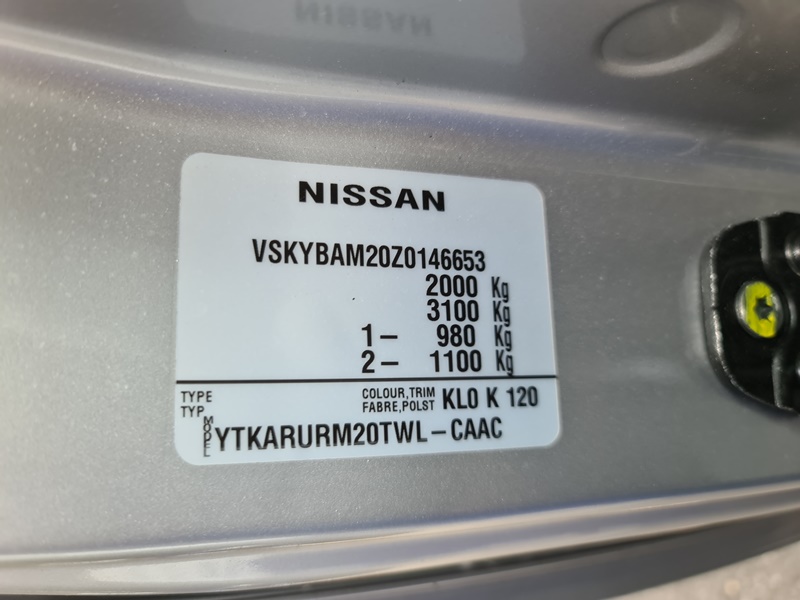 NISSAN
VSKYBAM20Z0146653
2000 Kg
3100 Kg
1- 980 Kg
2- 1100 Kg
TYPE
TYP
COLOUR,TRIM
FABRE,POLST
KL0 K 120
MODEL
YTKARURM20TWL-CAAC